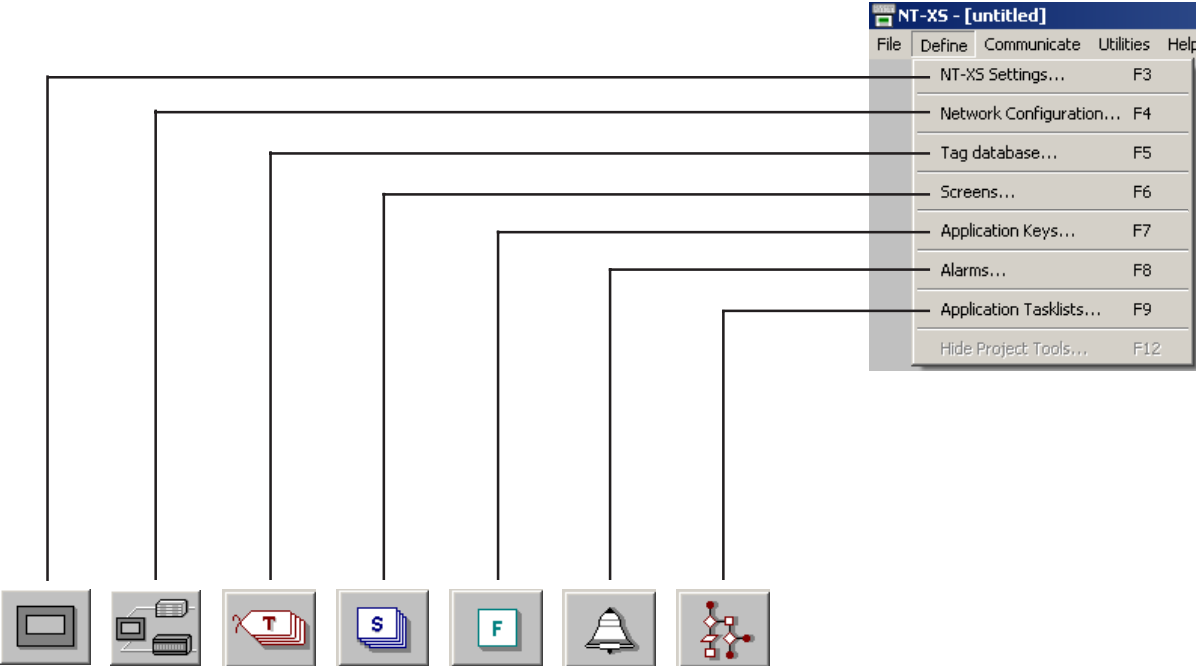 NT-XS - [untitled]
File Define Communicate Utilities Help
NT-XS Settings... F3
Network Configuration... F4
Tag database... F5
Screens... F6
Application Keys... F7
Alarms... F8
Application Tasklists... F9
Hide Project Tools... F12
T S F